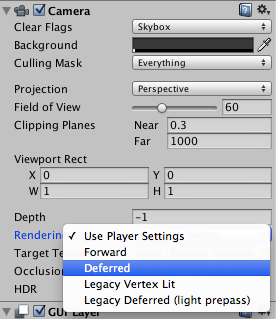 Camera
Clear Flags Skybox
Background
Culling Mask Everything
Projection Perspective
Field of View 60
Clipping Planes Near 0.3
Far 1000
Viewport Rect
X 0 Y 0
W 1 H 1
Depth -1
Rendering
✓ Use Player Settings
Forward
Target Te
Deferred
Occlusion
Legacy Vertex Lit
HDR
Legacy Deferred (light prepass)
GUI Layer